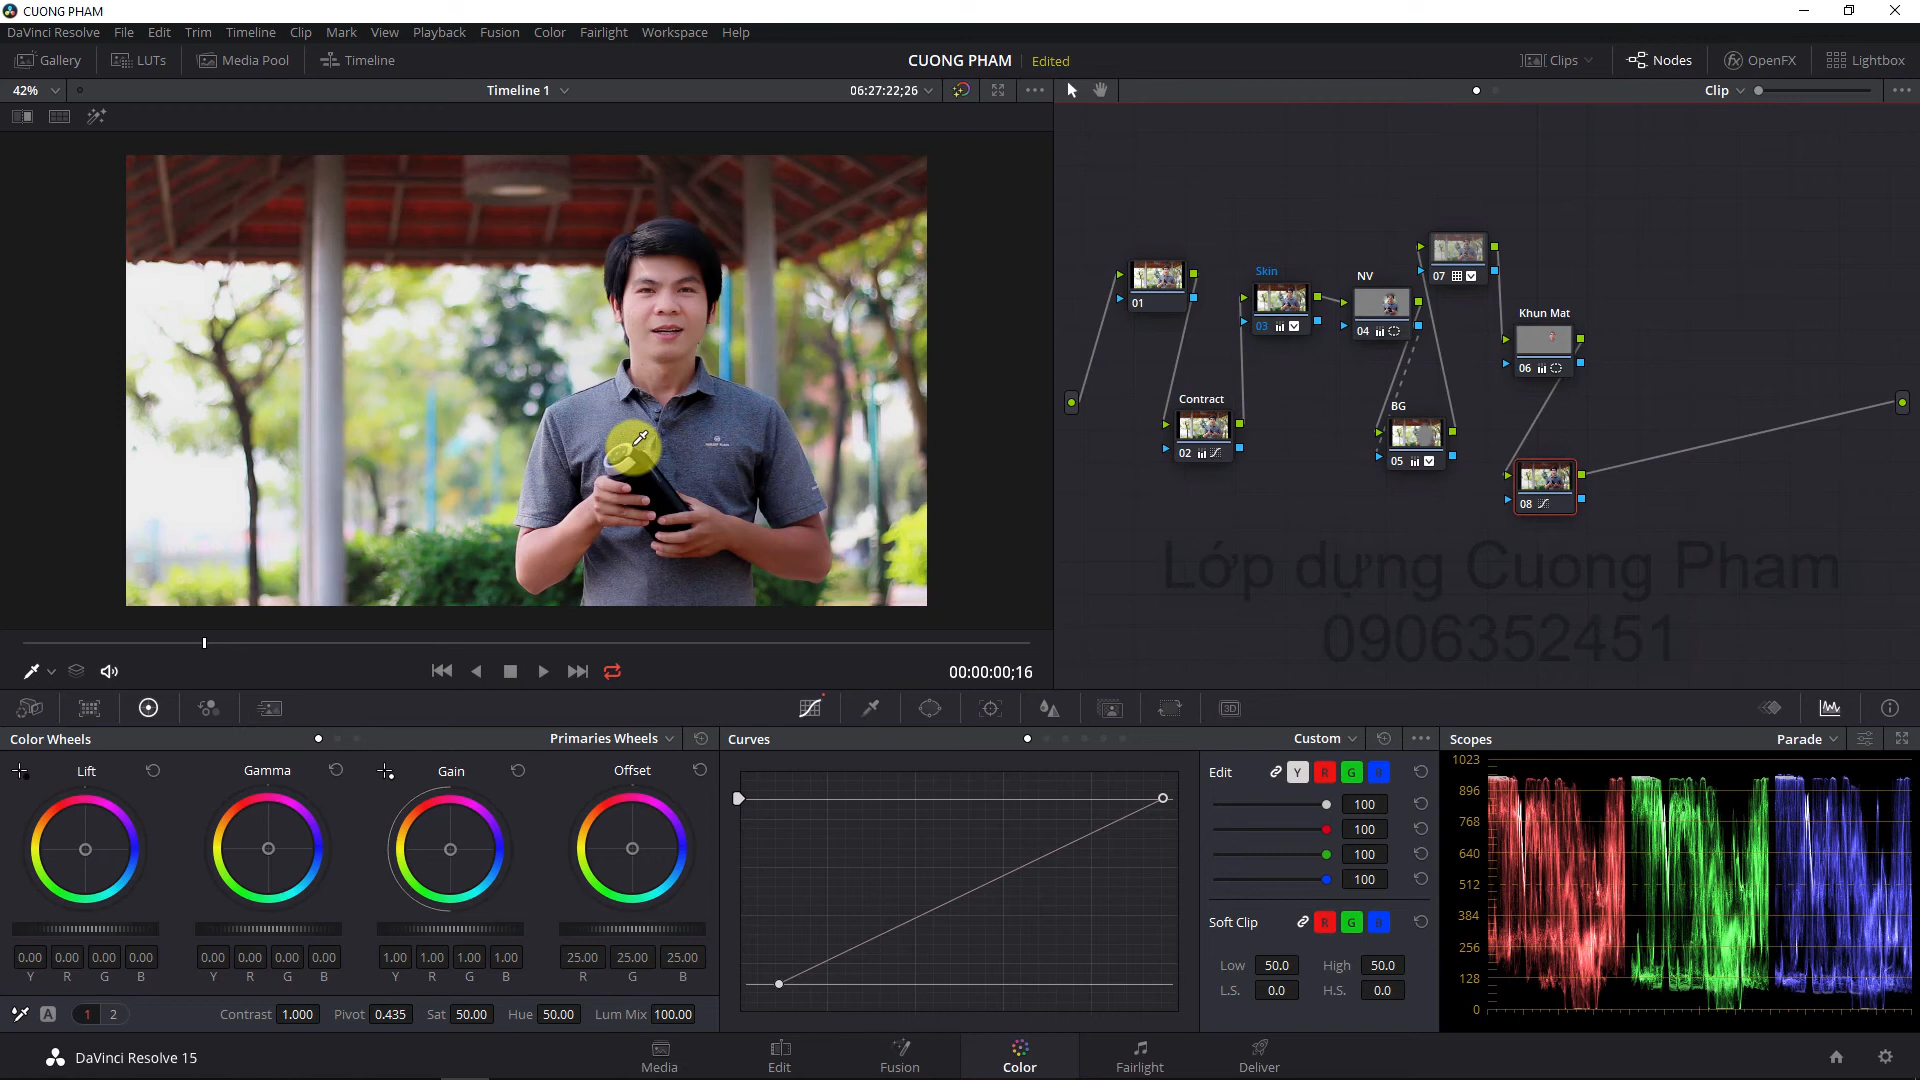 CUONG PHAM
DaVinci Resolve File Edit Trim Timeline Clip Mark View Playback Fusion Color Fairlight Workspace Help
Gallery LUTs Media Pool Timeline CUONG PHAM Edited Clips Nodes OpenFX Lightbox
42% Timeline 1 06:27:22;26 Clip
Skin NV 07
01 03 04 Khun Mat
Contract BG 06
02 05
08
Lớp dựng Cuong Pham
0906352451
00:00:00;16
3D
Color Wheels Primaries Wheels Curves Custom Scopes Parade
Lift Gamma Gain Offset
Edit Y R G B
100
100
100
100
Soft Clip R G B
Low 50.0 High 50.0
L.S. 0.0 H.S. 0.0
0.00 0.00 0.00 0.00 0.00 0.00 0.00 0.00 1.00 1.00 1.00 1.00 25.00 25.00 25.00
Y R G B Y R G B Y R G B R G B
A 1 2 Contrast 1.000 Pivot 0.435 Sat 50.00 Hue 50.00 Lum Mix 100.00
1023
896
768
640
512
384
256
128
0
DaVinci Resolve 15 Media Edit Fusion Color Fairlight Deliver